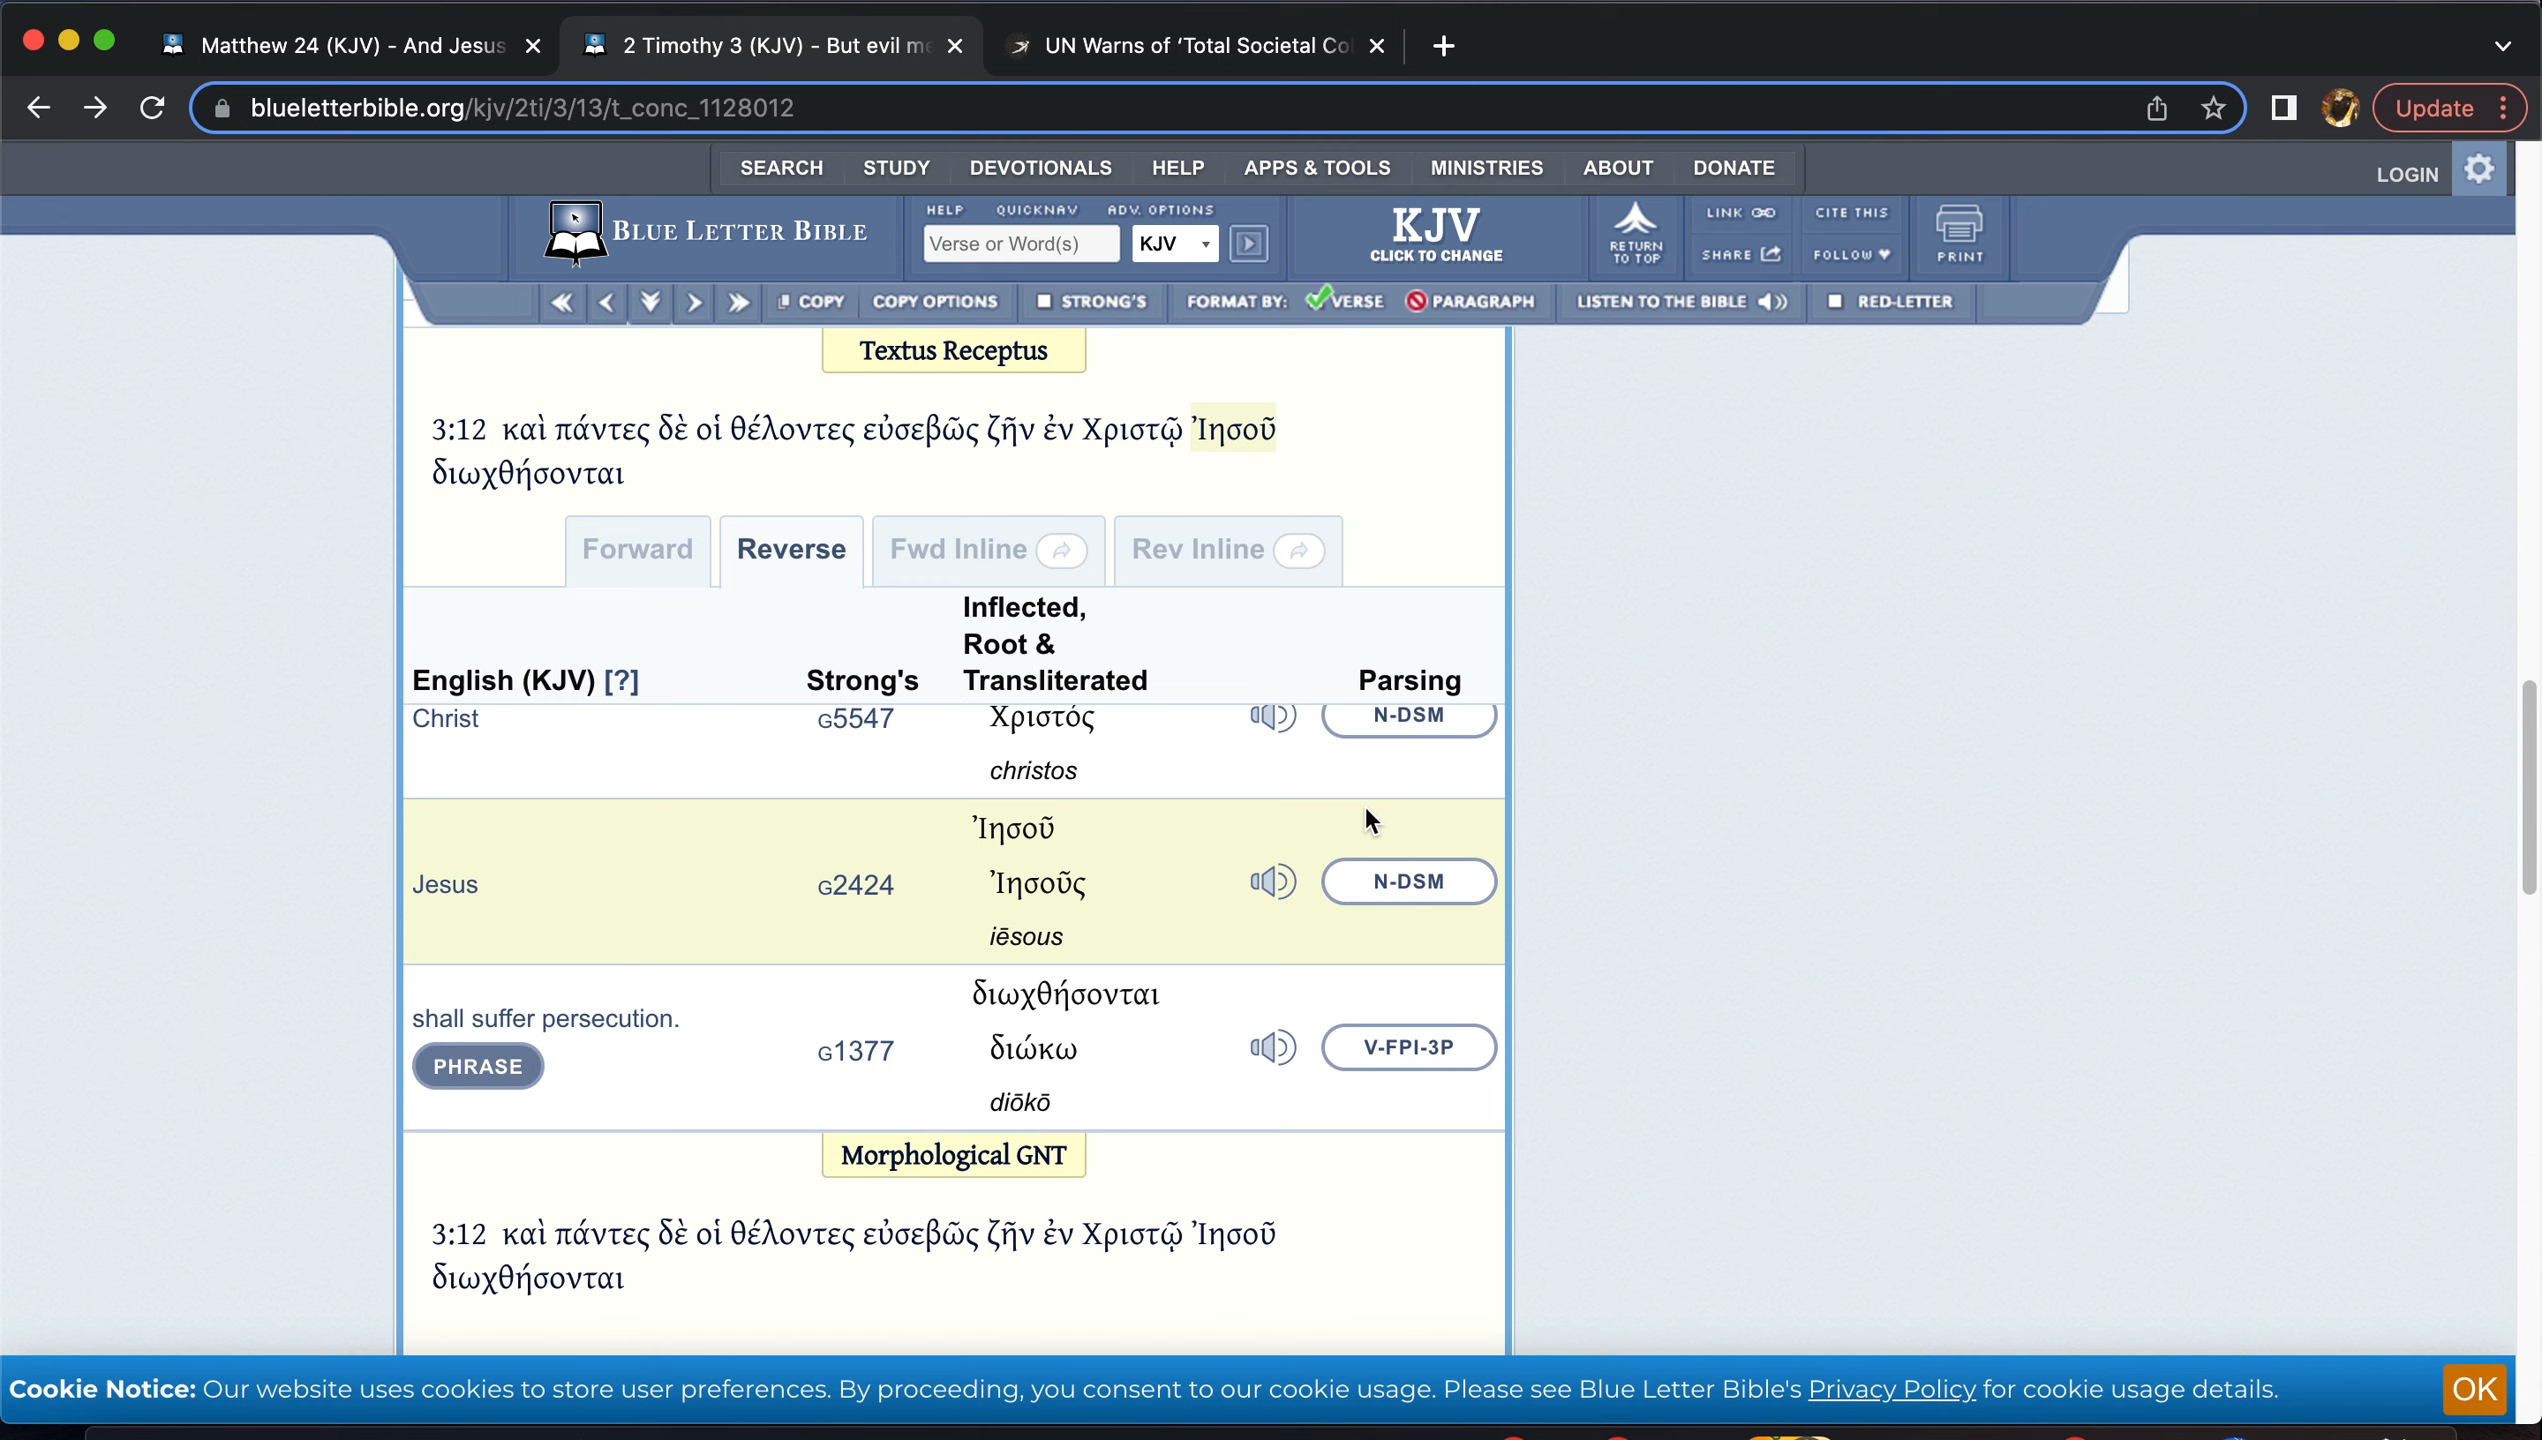 Matthew 24 (KJV) - And Jesus
2 Timothy 3 (KJV) - But evil me
UN Warns of ‘Total Societal Co
blueletterbible.org/kjv/2ti/3/13/t_conc_1128012
Update
SEARCH STUDY DEVOTIONALS HELP APPS & TOOLS MINISTRIES ABOUT DONATE
LOGIN
BLUE LETTER BIBLE
HELP QUICKNAV ADV. OPTIONS
Verse or Word(s) KJV
KJV
CLICK TO CHANGE
RETURN
TO TOP
LINK CITE THIS
SHARE FOLLOW
PRINT
COPY COPY OPTIONS STRONG'S FORMAT BY: VERSE PARAGRAPH LISTEN TO THE BIBLE RED-LETTER
Textus Receptus
3:12 καὶ πάντες δὲ οἱ θέλοντες εὐσεβῶς ζῆν ἐν Χριστῷ Ἰησοῦ
διωχθήσονται
Forward Reverse Fwd Inline Rev Inline
Inflected,
Root &
English (KJV) [?] Strong's Transliterated Parsing
Christ G5547 Χριστός N-DSM
christos
Ἰησοῦ
Jesus G2424 Ἰησοῦς N-DSM
iēsous
διωχθήσονται
shall suffer persecution.
PHRASE G1377 διώκω V-FPI-3P
diōkō
Morphological GNT
3:12 καὶ πάντες δὲ οἱ θέλοντες εὐσεβῶς ζῆν ἐν Χριστῷ Ἰησοῦ
διωχθήσονται
Cookie Notice: Our website uses cookies to store user preferences. By proceeding, you consent to our cookie usage. Please see Blue Letter Bible's Privacy Policy for cookie usage details. OK